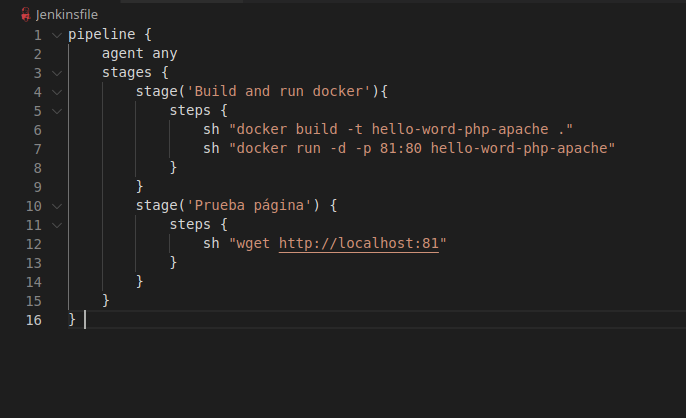 Jenkinsfile
1 pipeline {
2     agent any
3     stages {
4         stage('Build and run docker'){
5             steps {
6                 sh "docker build -t hello-word-php-apache ."
7                 sh "docker run -d -p 81:80 hello-word-php-apache"
8             }
9         }
10         stage('Prueba página') {
11             steps {
12                 sh "wget http://localhost:81"
13             }
14         }
15     }
16 }